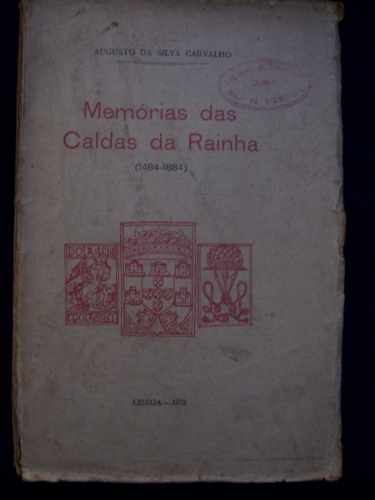 AUGUSTO DA SILVA CARVALHO
Memórias das
Caldas da Rainha
(1484-1884)
LISBOA — 1932